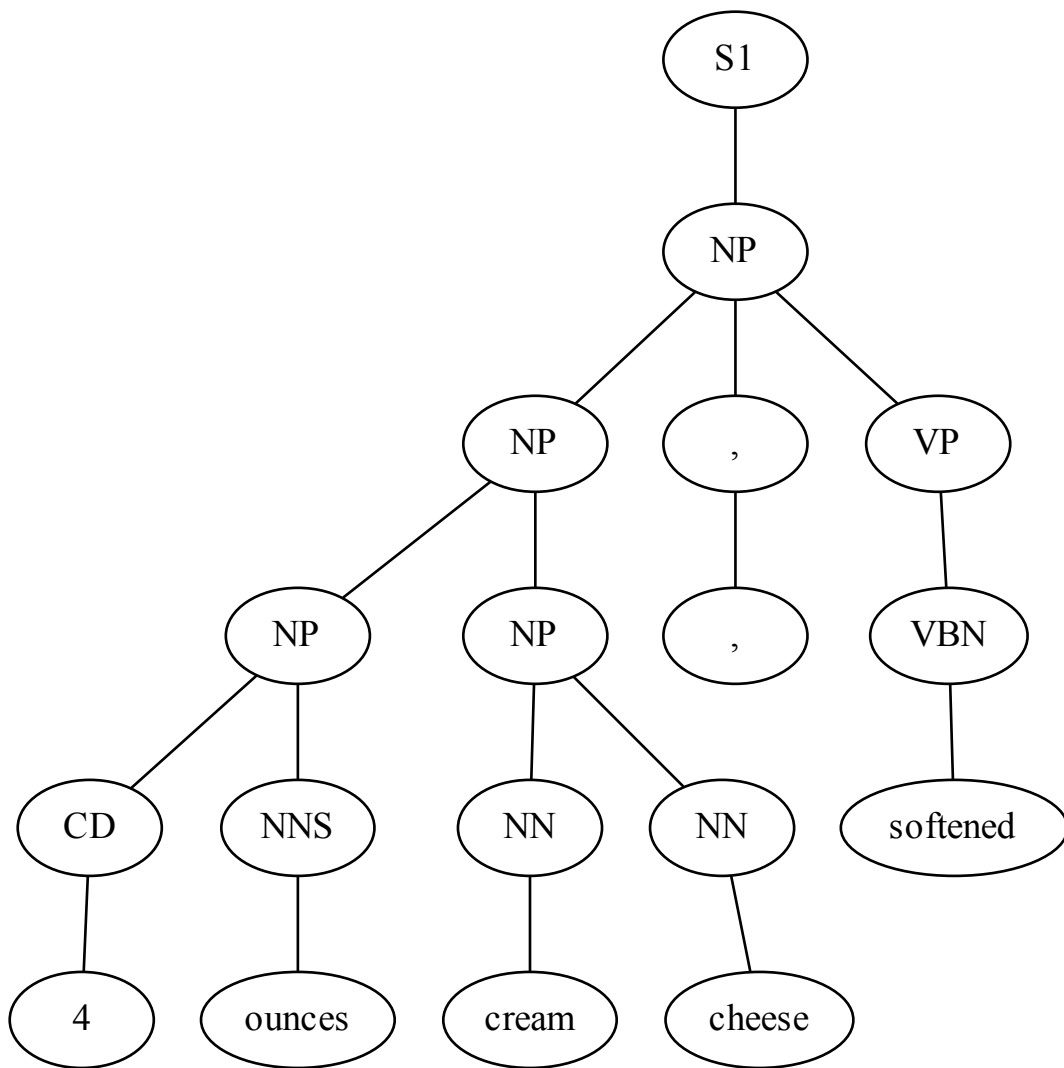 S1
NP
NP , VP
NP NP , VBN
CD NNS NN NN softened
4 ounces cream cheese